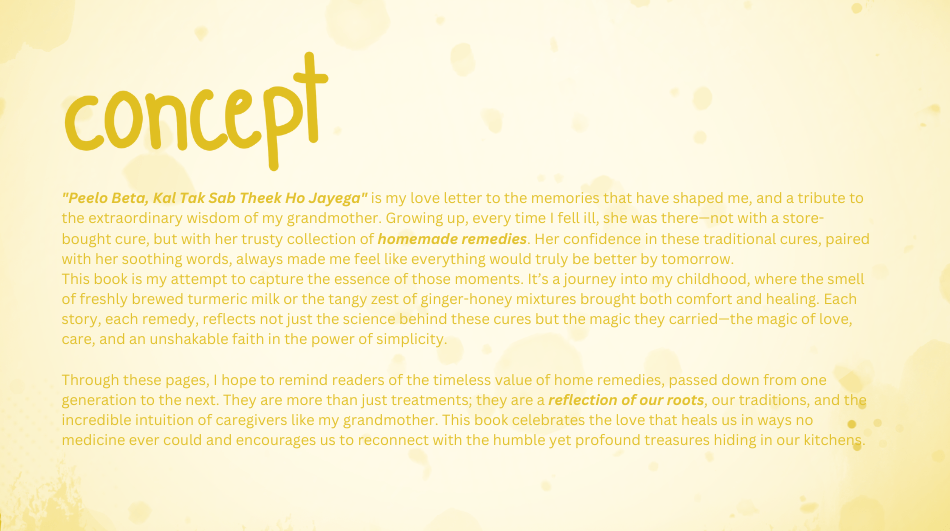 concept
"Peelo Beta, Kal Tak Sab Theek Ho Jayega" is my love letter to the memories that have shaped me, and a tribute to
the extraordinary wisdom of my grandmother. Growing up, every time I fell ill, she was there—not with a store-
bought cure, but with her trusty collection of homemade remedies. Her confidence in these traditional cures, paired
with her soothing words, always made me feel like everything would truly be better by tomorrow.
This book is my attempt to capture the essence of those moments. It's a journey into my childhood, where the smell
of freshly brewed turmeric milk or the tangy zest of ginger-honey mixtures brought both comfort and healing. Each
story, each remedy, reflects not just the science behind these cures but the magic they carried—the magic of love,
care, and an unshakable faith in the power of simplicity.
Through these pages, I hope to remind readers of the timeless value of home remedies, passed down from one
generation to the next. They are more than just treatments; they are a reflection of our roots, our traditions, and the
incredible intuition of caregivers like my grandmother. This book celebrates the love that heals us in ways no
medicine ever could and encourages us to reconnect with the humble yet profound treasures hiding in our kitchens.